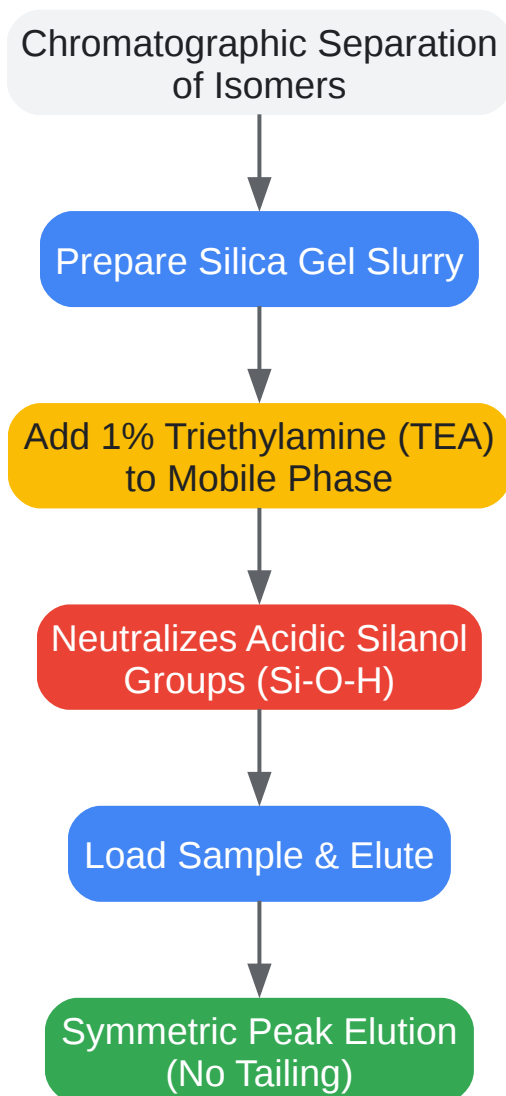 Chromatographic Separation
of Isomers
Prepare Silica Gel Slurry
Add 1% Triethylamine (TEA)
to Mobile Phase
Neutralizes Acidic Silanol
Groups (Si-O-H)
Load Sample & Elute
Symmetric Peak Elution
(No Tailing)